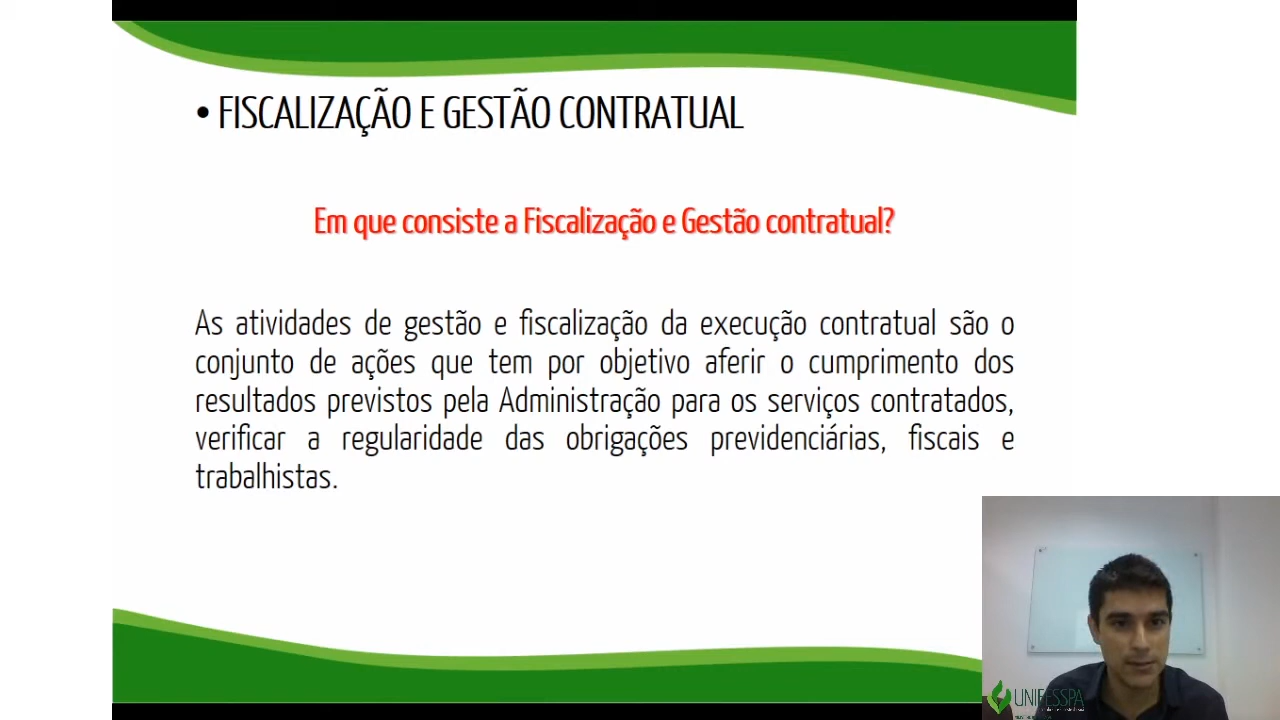 • FISCALIZAÇÃO E GESTÃO CONTRATUAL
Em que consiste a Fiscalização e Gestão contratual?
As atividades de gestão e fiscalização da execução contratual são o
conjunto de ações que tem por objetivo aferir o cumprimento dos
resultados previstos pela Administração para os serviços contratados,
verificar a regularidade das obrigações previdenciárias, fiscais e
trabalhistas.
UNIFESSPA